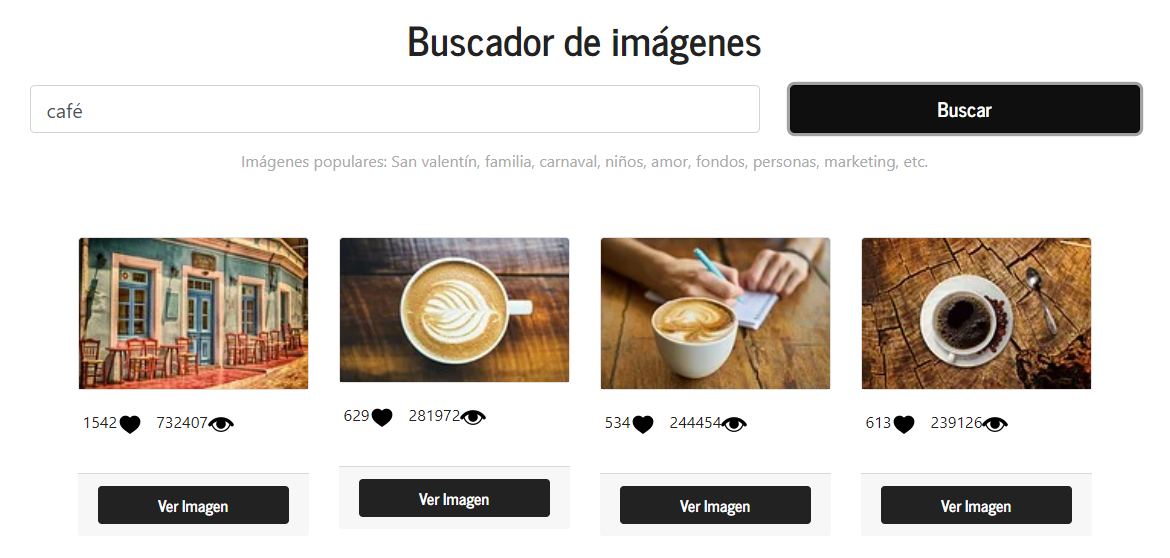 Buscador de imágenes
café
Buscar
Imágenes populares: San valentín, familia, carnaval, niños, amor, fondos, personas, marketing, etc.
1542 732407
629 281972
534 244454
613 239126
Ver Imagen
Ver Imagen
Ver Imagen
Ver Imagen